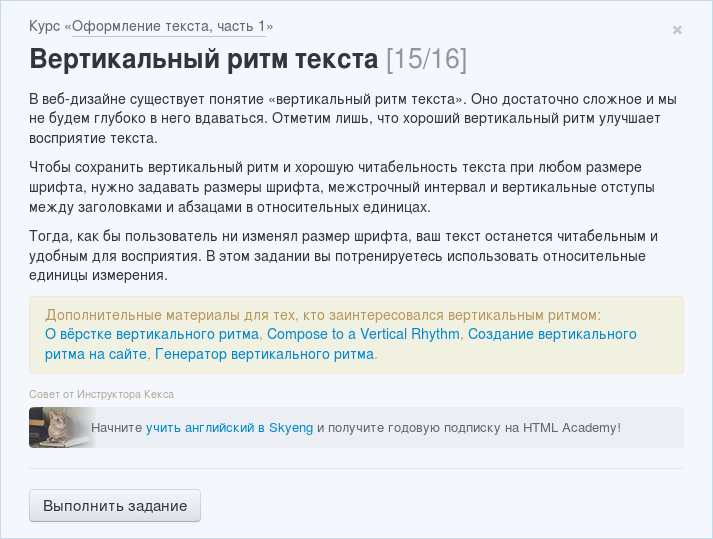 Курс «Оформление текста, часть 1»
×
Вертикальный ритм текста [15/16]
В веб-дизайне существует понятие «вертикальный ритм текста». Оно достаточно сложное и мы
не будем глубоко в него вдаваться. Отметим лишь, что хороший вертикальный ритм улучшает
восприятие текста.
Чтобы сохранить вертикальный ритм и хорошую читабельность текста при любом размере
шрифта, нужно задавать размеры шрифта, межстрочный интервал и вертикальные отступы
между заголовками и абзацами в относительных единицах.
Тогда, как бы пользователь ни изменял размер шрифта, ваш текст останется читабельным и
удобным для восприятия. В этом задании вы потренируетесь использовать относительные
единицы измерения.
Дополнительные материалы для тех, кто заинтересовался вертикальным ритмом:
О вёрстке вертикального ритма, Compose to a Vertical Rhythm, Создание вертикального
ритма на сайте, Генератор вертикального ритма.
Совет от Инструктора Кекса
Начните учить английский в Skyeng и получите годовую подписку на HTML Academy!
Выполнить задание